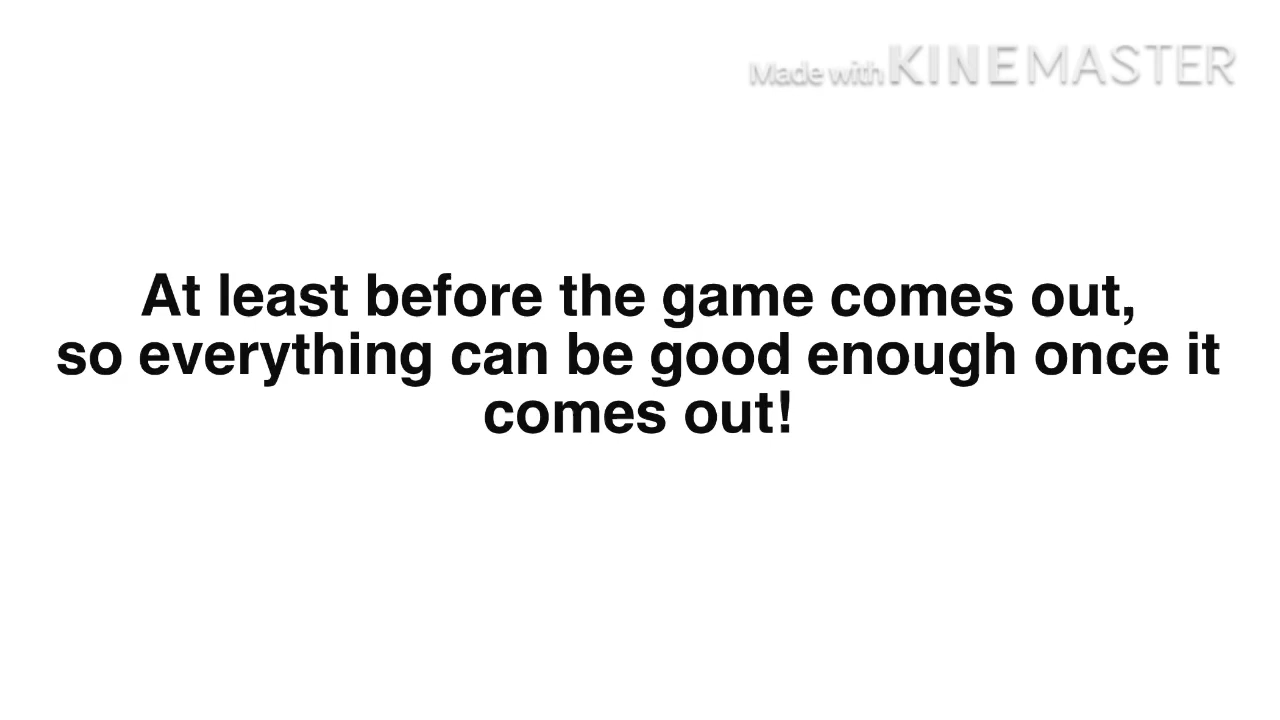 Made with KINEMASTER
At least before the game comes out,
so everything can be good enough once it
comes out!